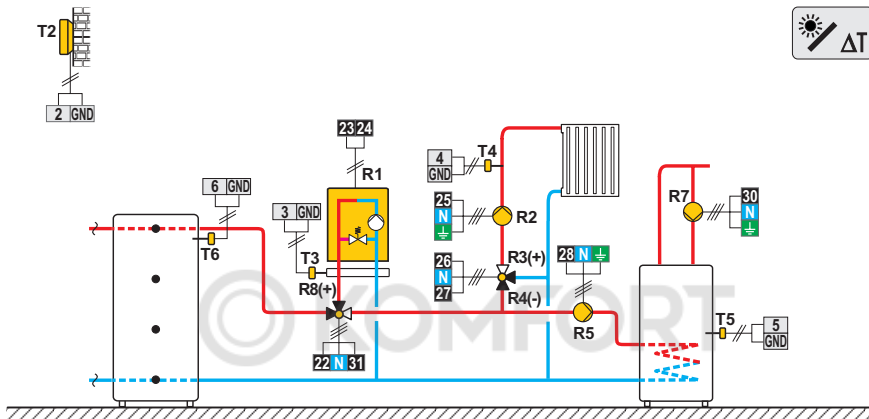 T2
2 GND
ΔT
23 24
R1
4
GND
T4
6 GND
T6
3 GND
T3
R8(+)
25
N
R2
26
N
27
R3(+)
R4(-)
28 N
R5
R7
30
N
T5
5
GND
22 N 31
KOMFORT